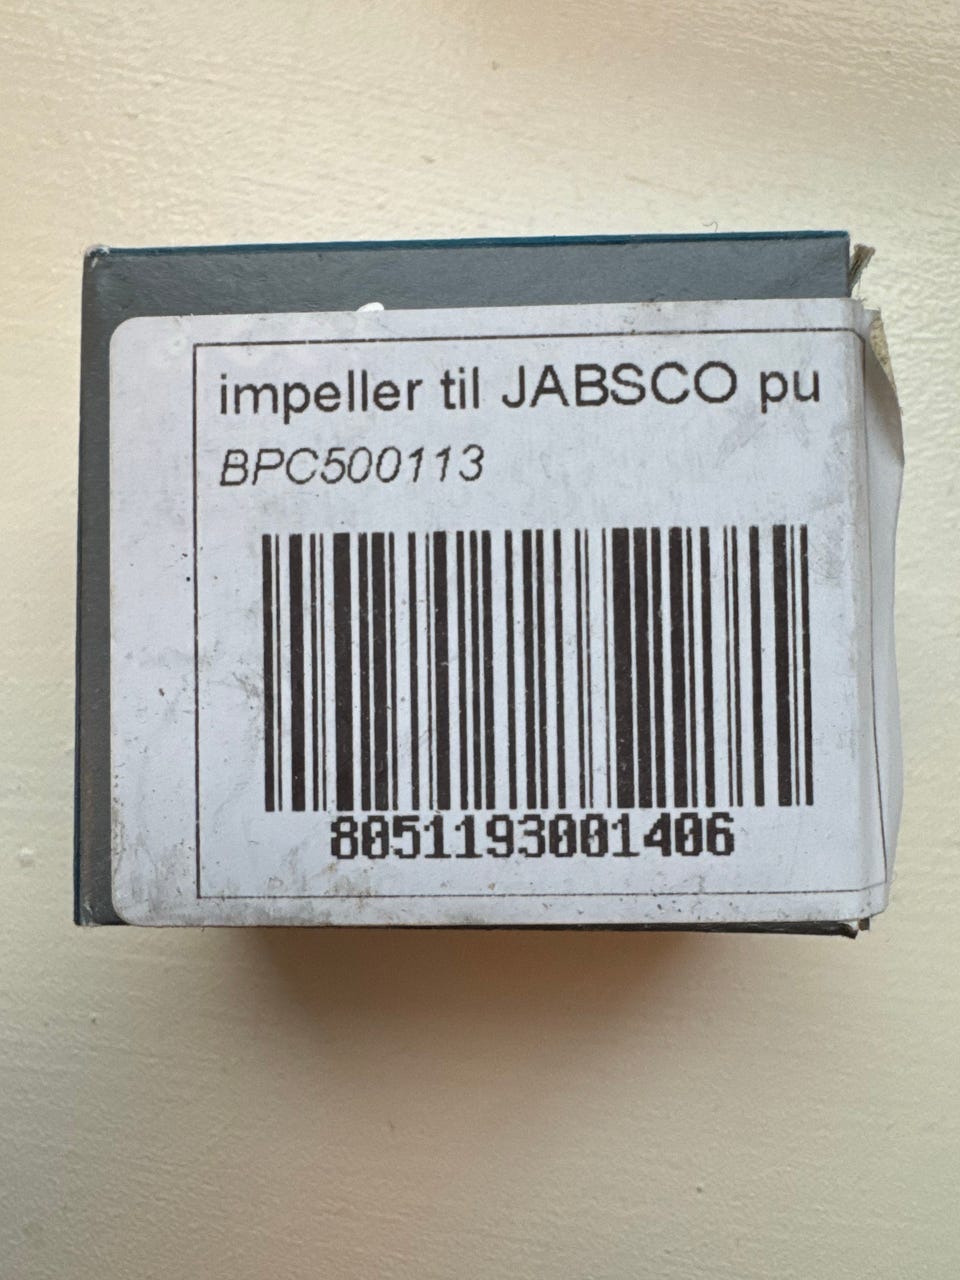 impeller til JABSCO pu
BPC500113
8051193001406